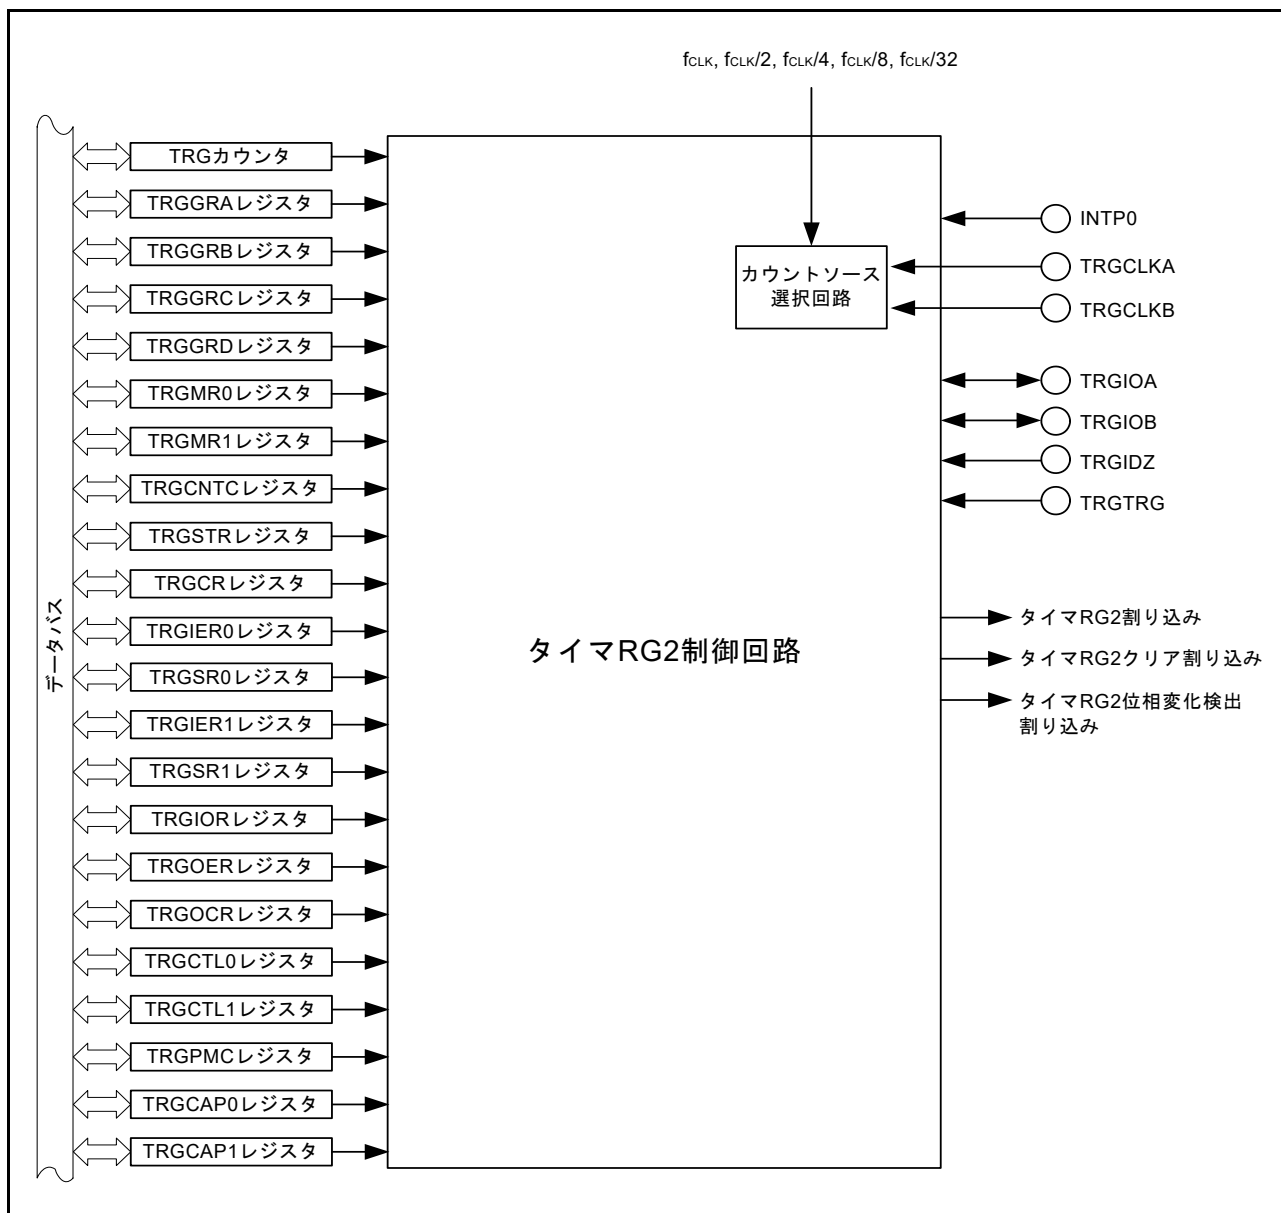 fCLK, fCLK/2, fCLK/4, fCLK/8, fCLK/32
データバス
TRGカウンタ
TRGGRAレジスタ
TRGGRBレジスタ
TRGGRCレジスタ
TRGGRDレジスタ
TRGMR0レジスタ
TRGMR1レジスタ
TRGCNTCレジスタ
TRGSTRレジスタ
TRGCRレジスタ
TRGIER0レジスタ
TRGSR0レジスタ
TRGIER1レジスタ
TRGSR1レジスタ
TRGIORレジスタ
TRGOERレジスタ
TRGOCRレジスタ
TRGCTL0レジスタ
TRGCTL1レジスタ
TRGPMCレジスタ
TRGCAP0レジスタ
TRGCAP1レジスタ
カウントソース
選択回路
タイマRG2制御回路
INTP0
TRGCLKA
TRGCLKB
TRGIOA
TRGIOB
TRGIDZ
TRGTRG
タイマRG2割り込み
タイマRG2クリア割り込み
タイマRG2位相変化検出
割り込み